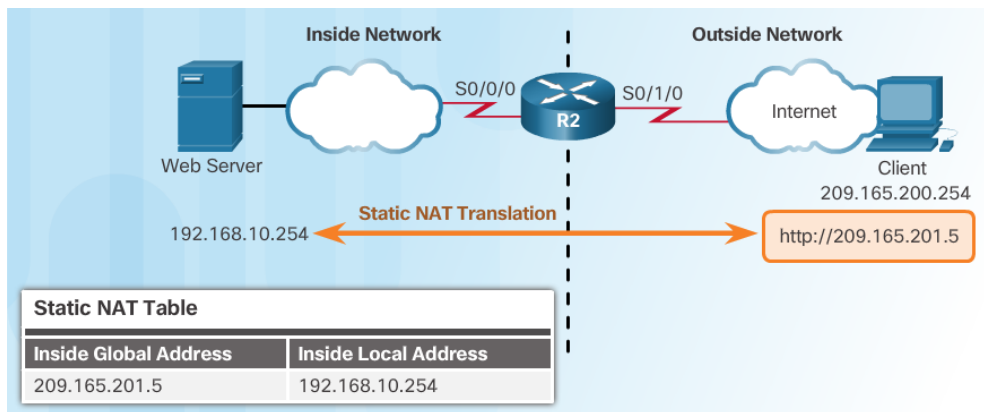 Inside Network
Outside Network
S0/0/0
S0/1/0
R2
Internet
Web Server
Client
209.165.200.254
Static NAT Translation
192.168.10.254
http://209.165.201.5
Static NAT Table
Inside Global Address Inside Local Address
209.165.201.5 192.168.10.254